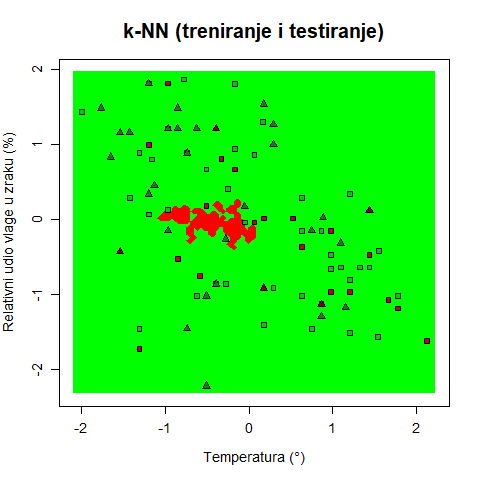 k-NN (treniranje i testiranje)
Relativni udio vlage u zraku (%)
2
1
0
-1
-2
-2 -1 0 1 2
Temperatura (°)